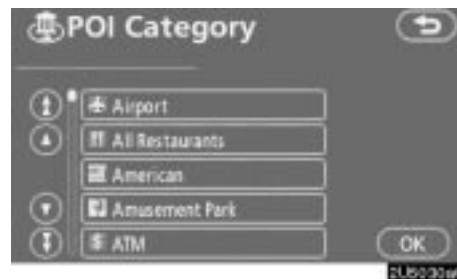 POI Category
Airport
All Restaurants
American
Amusement Park
ATM
OK